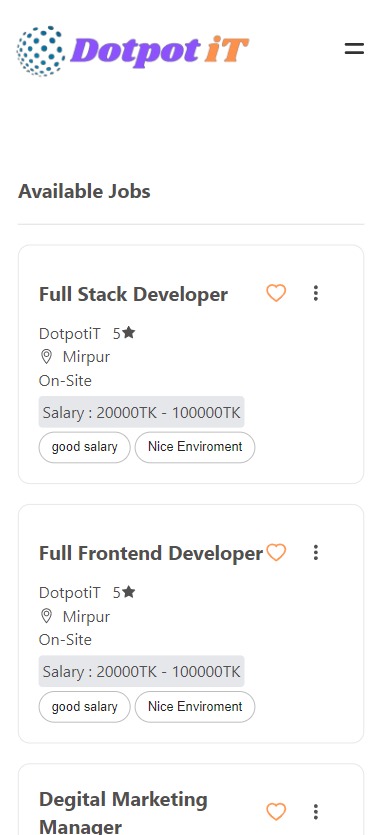 Dotpot iT
Available Jobs
Full Stack Developer
DotpotiT 5★
Mirpur
On-Site
Salary : 20000TK - 100000TK
good salary Nice Enviroment
Full Frontend Developer
DotpotiT 5★
Mirpur
On-Site
Salary : 20000TK - 100000TK
good salary Nice Enviroment
Degital Marketing
Manager